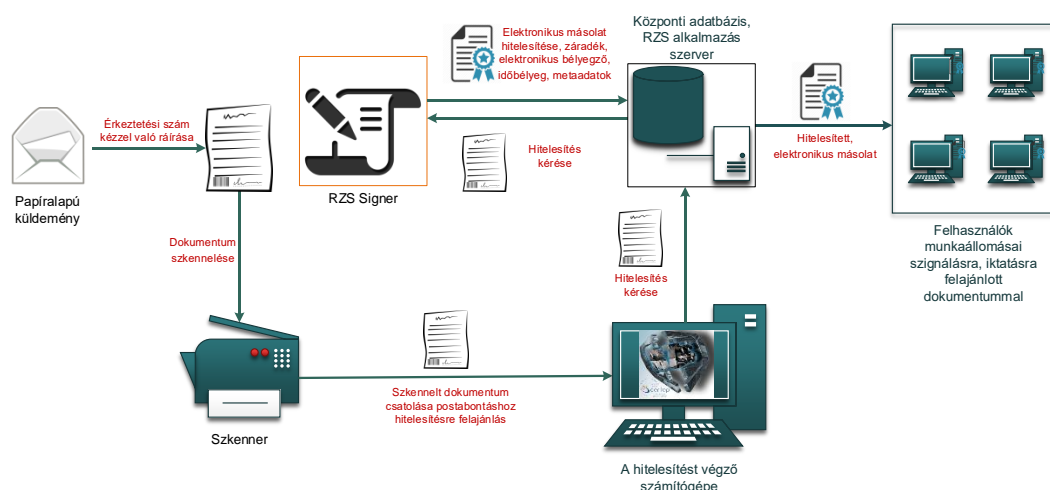 Papíralapú
küldemény
Érkeztetési szám
kézzel való ráírása
Dokumentum
szkennelése
Szkenner
Szkennelt dokumentum
csatolása postabontáshoz
hitelesítésre felajánlás
A hitelesítést végző
számítógépe
Hitelesítés
kérése
Központi adatbázis,
RZS alkalmazás
szerver
Hitelesítés
kérése
RZS Signer
Elektronikus másolat
hitelesítése, záradék,
elektronikus bélyegző,
időbélyeg, metaadatok
Hitelesített,
elektronikus másolat
Felhasználók
munkaállomásai
szignálásra, iktatásra
felajánlott
dokumentummal